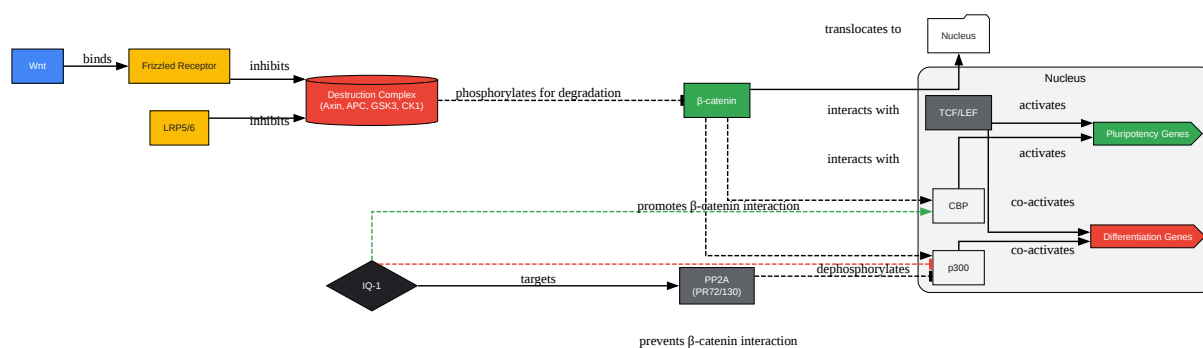 translocates to
Nucleus
Wnt
binds
Frizzled Receptor
inhibits
Nucleus
Destruction Complex
(Axin, APC, GSK3, CK1)
phosphorylates for degradation
β-catenin
interacts with
TCF/LEF
activates
LRP5/6
inhibits
Pluripotency Genes
interacts with
activates
promotes β-catenin interaction
CBP
co-activates
Differentiation Genes
co-activates
IQ-1
targets
PP2A
(PR72/130)
dephosphorylates
p300
prevents β-catenin interaction